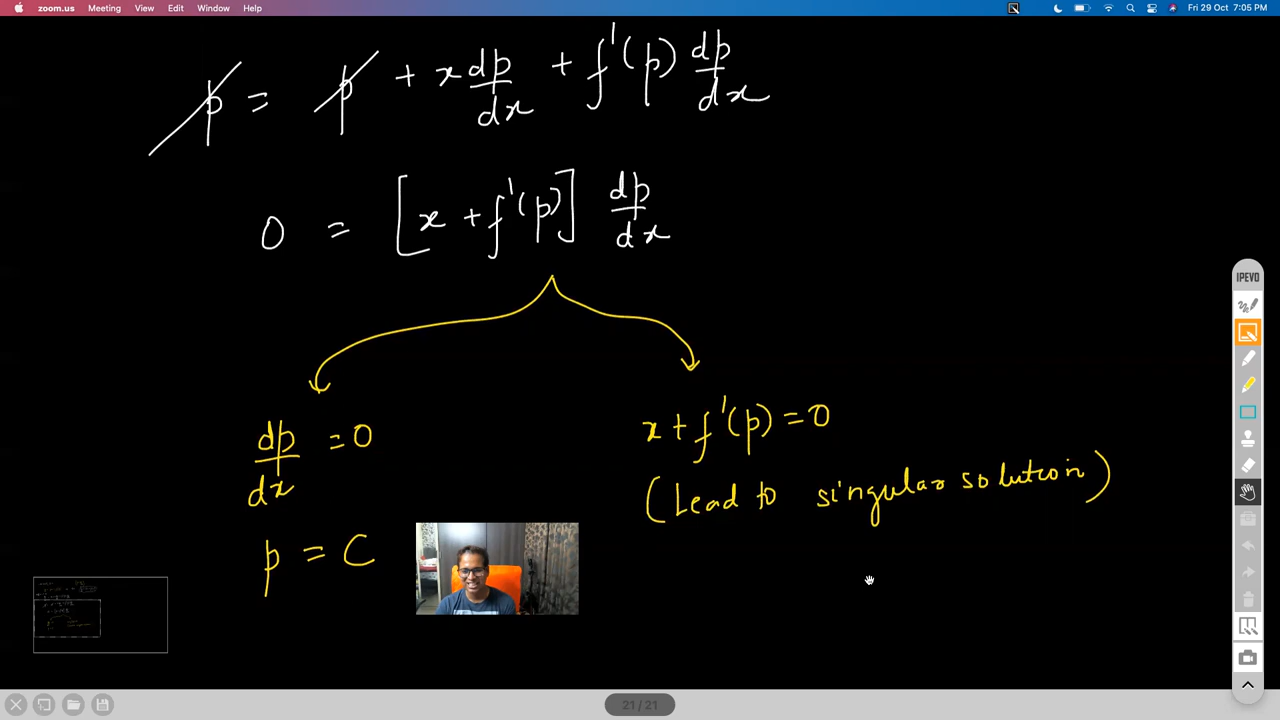 zoom.us Meeting View Edit Window Help Fri 29 Oct 7:05 PM
p = p + x dp/dx + f'(p) dp/dx
0 = [x + f'(p)] dp/dx
dp/dx = 0
x + f'(p) = 0
(Lead to singular solution)
p = C
IPEVO
21 / 21